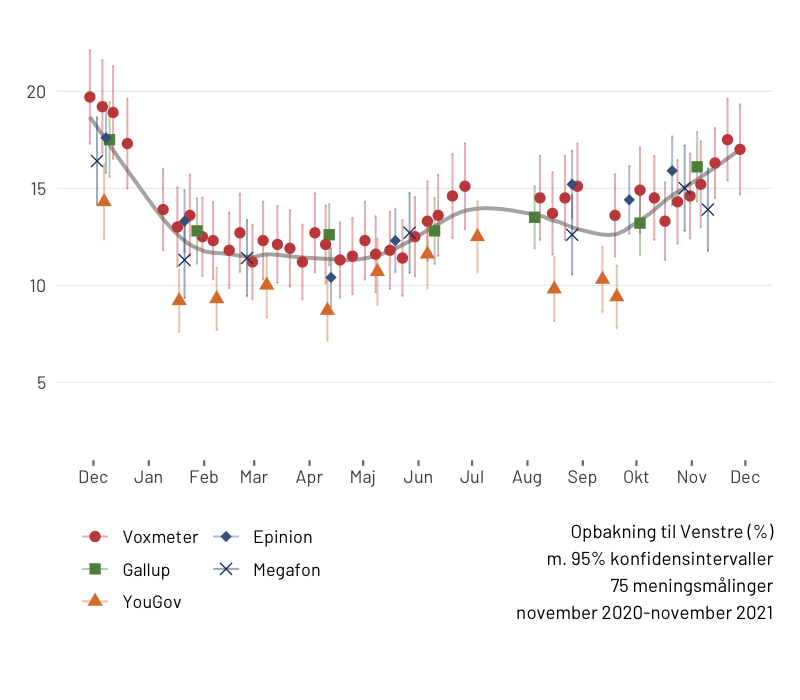 20
15
10
5
Dec Jan Feb Mar Apr Maj Jun Jul Aug Sep Okt Nov Dec
Voxmeter Epinion
Gallup Megafon
YouGov
Opbakning til Venstre (%)
m. 95% konfidensintervaller
75 meningsmålinger
november 2020-november 2021